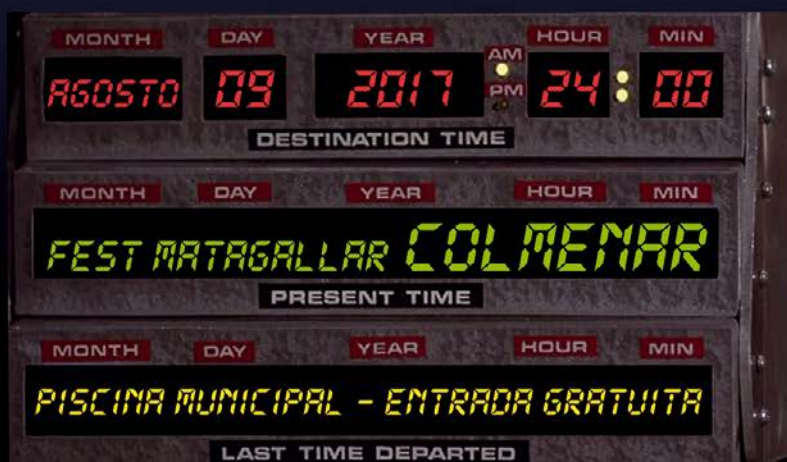 MONTH DAY YEAR HOUR MIN
AM
AGOSTO 09 2017 24:00
PM
DESTINATION TIME
MONTH DAY YEAR HOUR MIN
FEST MATAGALLAR COLMENAR
PRESENT TIME
MONTH DAY YEAR HOUR MIN
PISCINA MUNICIPAL - ENTRADA GRATUITA
LAST TIME DEPARTED